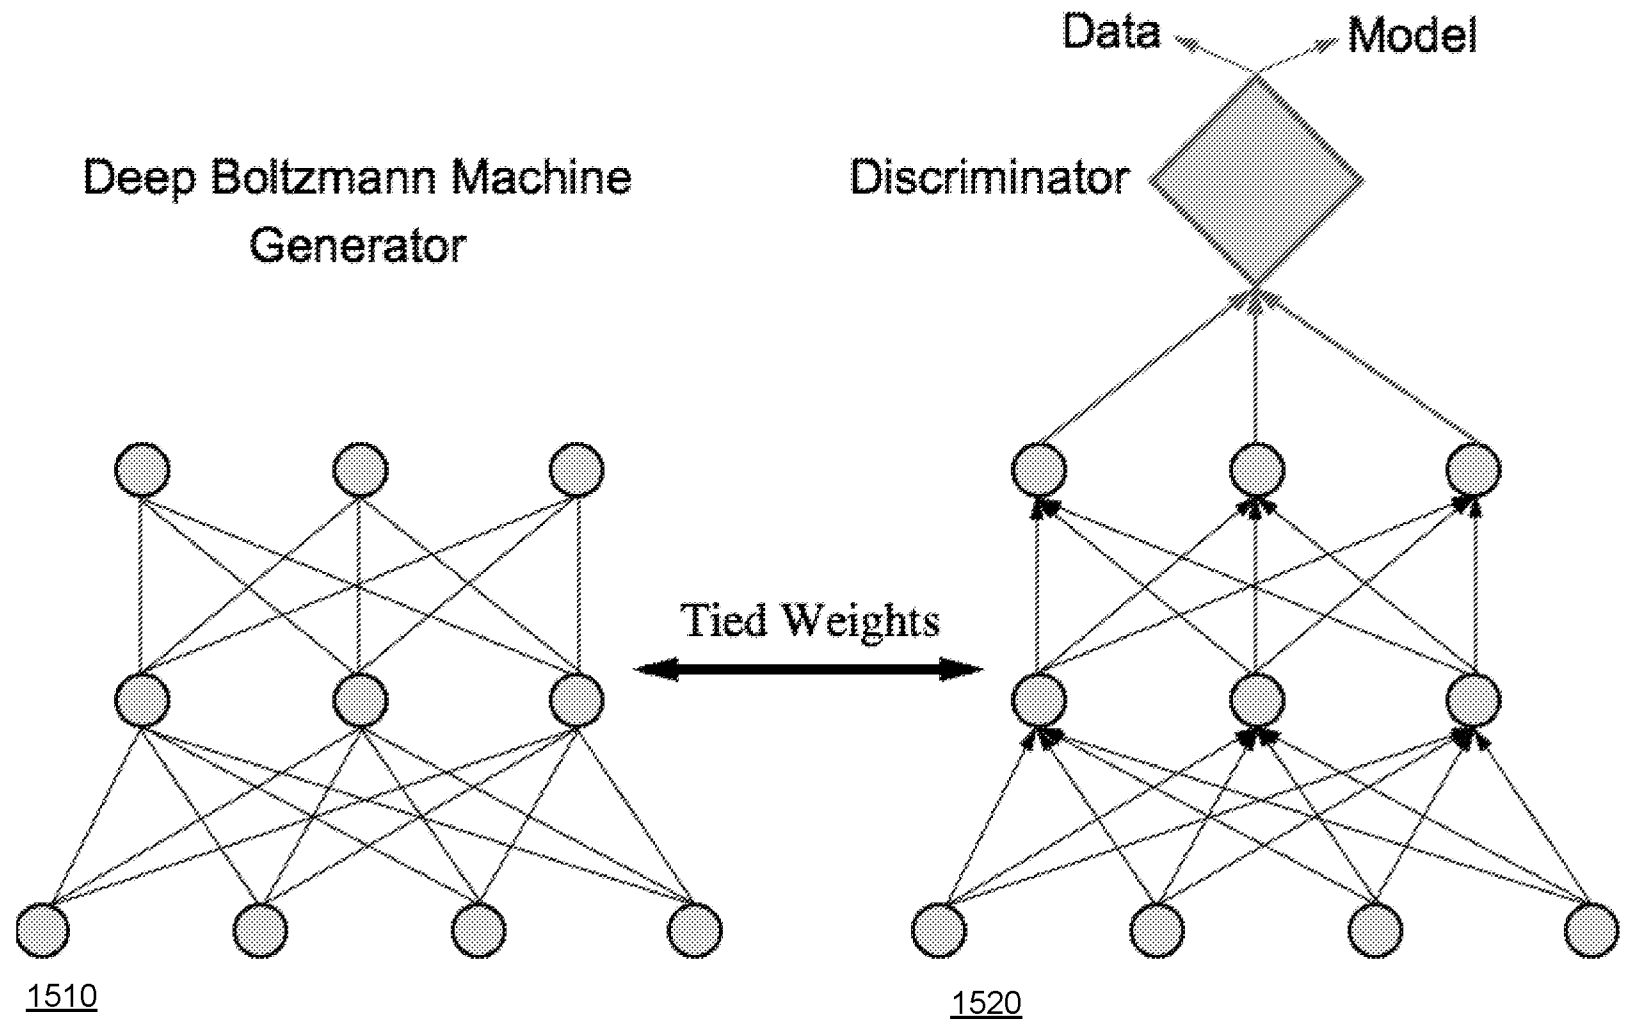 Data
Model
Deep Boltzmann Machine
Generator
Discriminator
Tied Weights
1510
1520